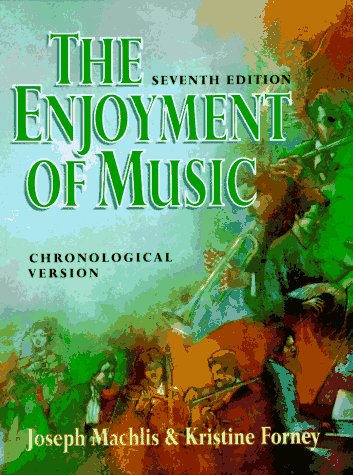 THE
SEVENTH EDITION
ENJOYMENT
OF MUSIC
CHRONOLOGICAL
VERSION
Joseph Machlis & Kristine Forney